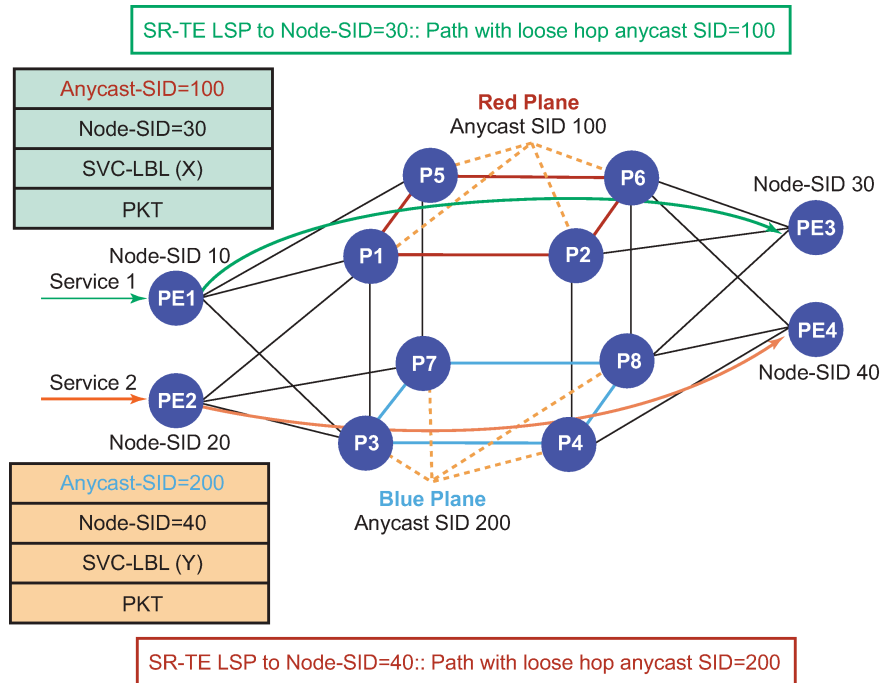 SR-TE LSP to Node-SID=30:: Path with loose hop anycast SID=100
Anycast-SID=100
Node-SID=30
SVC-LBL (X)
PKT
Red Plane
Anycast SID 100
P5
P6
Node-SID 30
PE3
Node-SID 10
P1
P2
Service 1
PE1
PE4
Node-SID 40
P7
P8
Service 2
PE2
Node-SID 20
P3
P4
Anycast-SID=200
Node-SID=40
SVC-LBL (Y)
PKT
Blue Plane
Anycast SID 200
SR-TE LSP to Node-SID=40:: Path with loose hop anycast SID=200